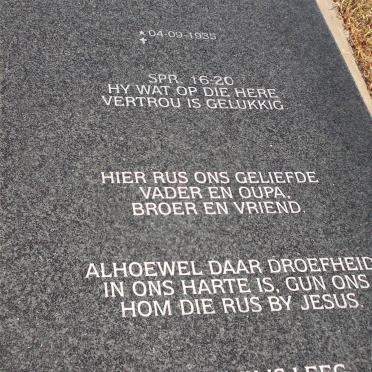 * 04-09-1935
✝
SPR. 16-20
HY WAT OP DIE HERE
VERTROU IS GELUKKIG
HIER RUS ONS GELIEFDE
VADER EN OUPA,
BROER EN VRIEND.
ALHOEWEL DAAR DROEFHEID
IN ONS HARTE IS, GUN ONS
HOM DIE RUS BY JESUS.